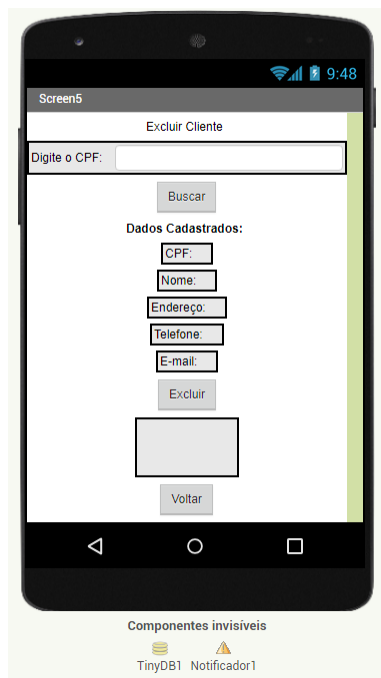 9:48
Screen5
Excluir Cliente
Digite o CPF:
Buscar
Dados Cadastrados:
CPF:
Nome:
Endereço:
Telefone:
E-mail:
Excluir
Voltar
Componentes invisíveis
TinyDB1 Notificador1